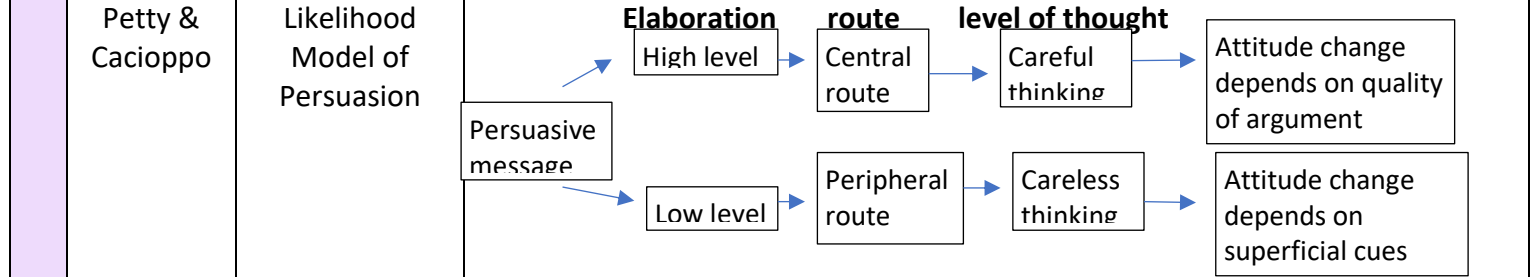 Petty &
Cacioppo
Likelihood
Model of
Persuasion
Elaboration route level of thought
Persuasive
message
High level
Central
route
Careful
thinking
Attitude change
depends on quality
of argument
Low level
Peripheral
route
Careless
thinking
Attitude change
depends on
superficial cues